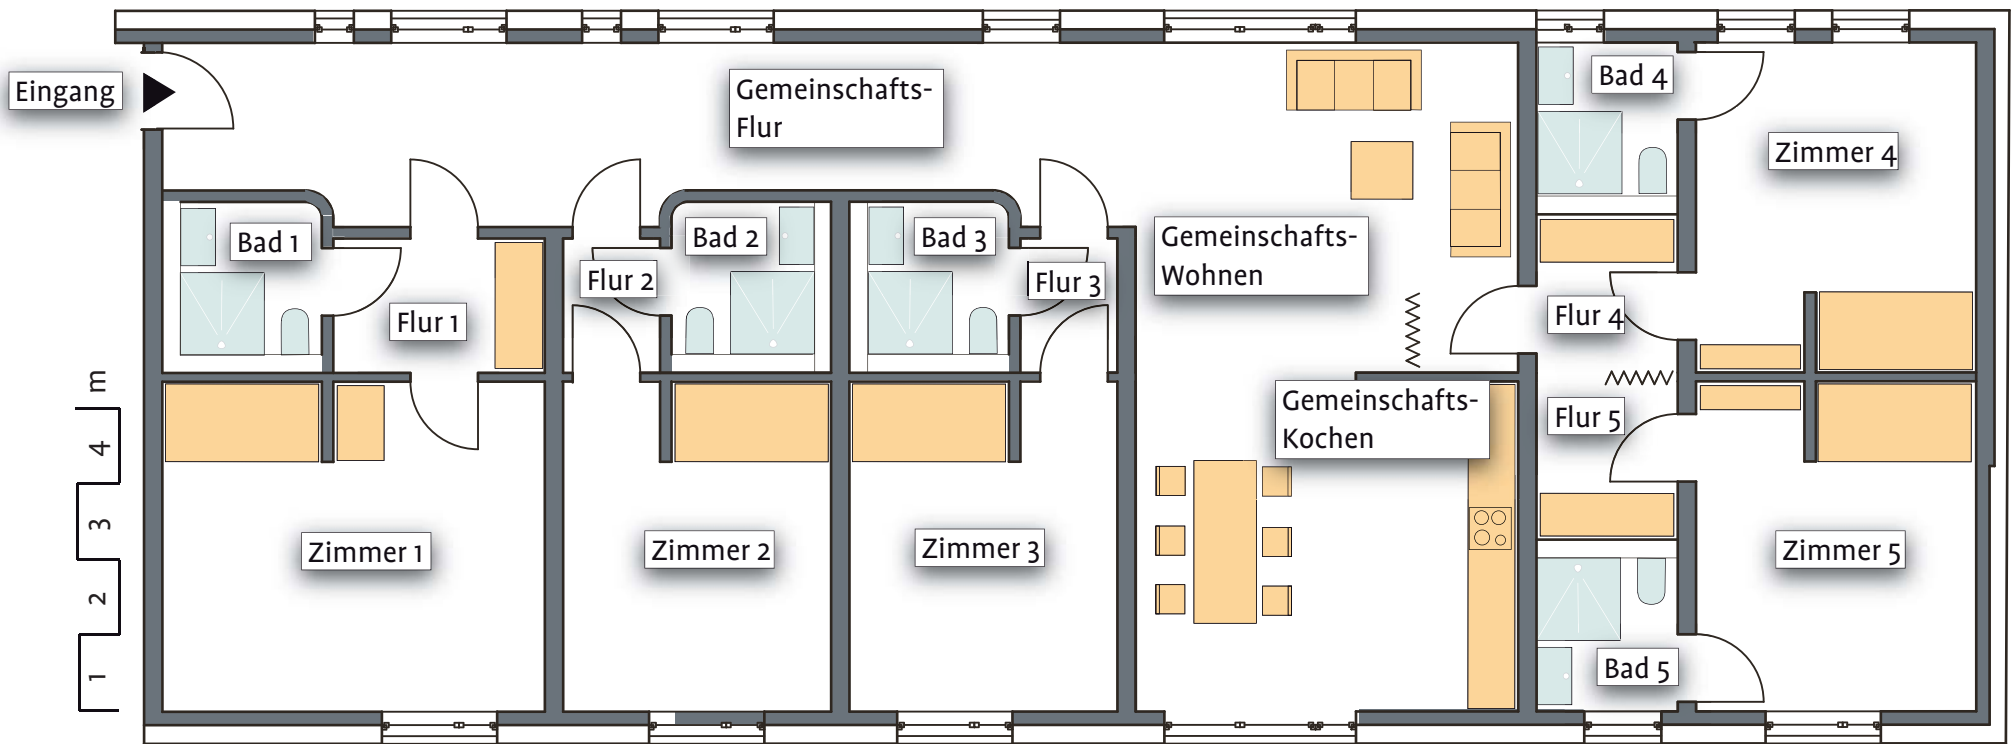 Eingang
Gemeinschafts-
Flur
Bad 4
Zimmer 4
Bad 1
Bad 2
Bad 3
Gemeinschafts-
Wohnen
Flur 1
Flur 2
Flur 3
Flur 4
Gemeinschafts-
Kochen
Flur 5
Zimmer 1
Zimmer 2
Zimmer 3
Zimmer 5
Bad 5
m
4
3
2
1